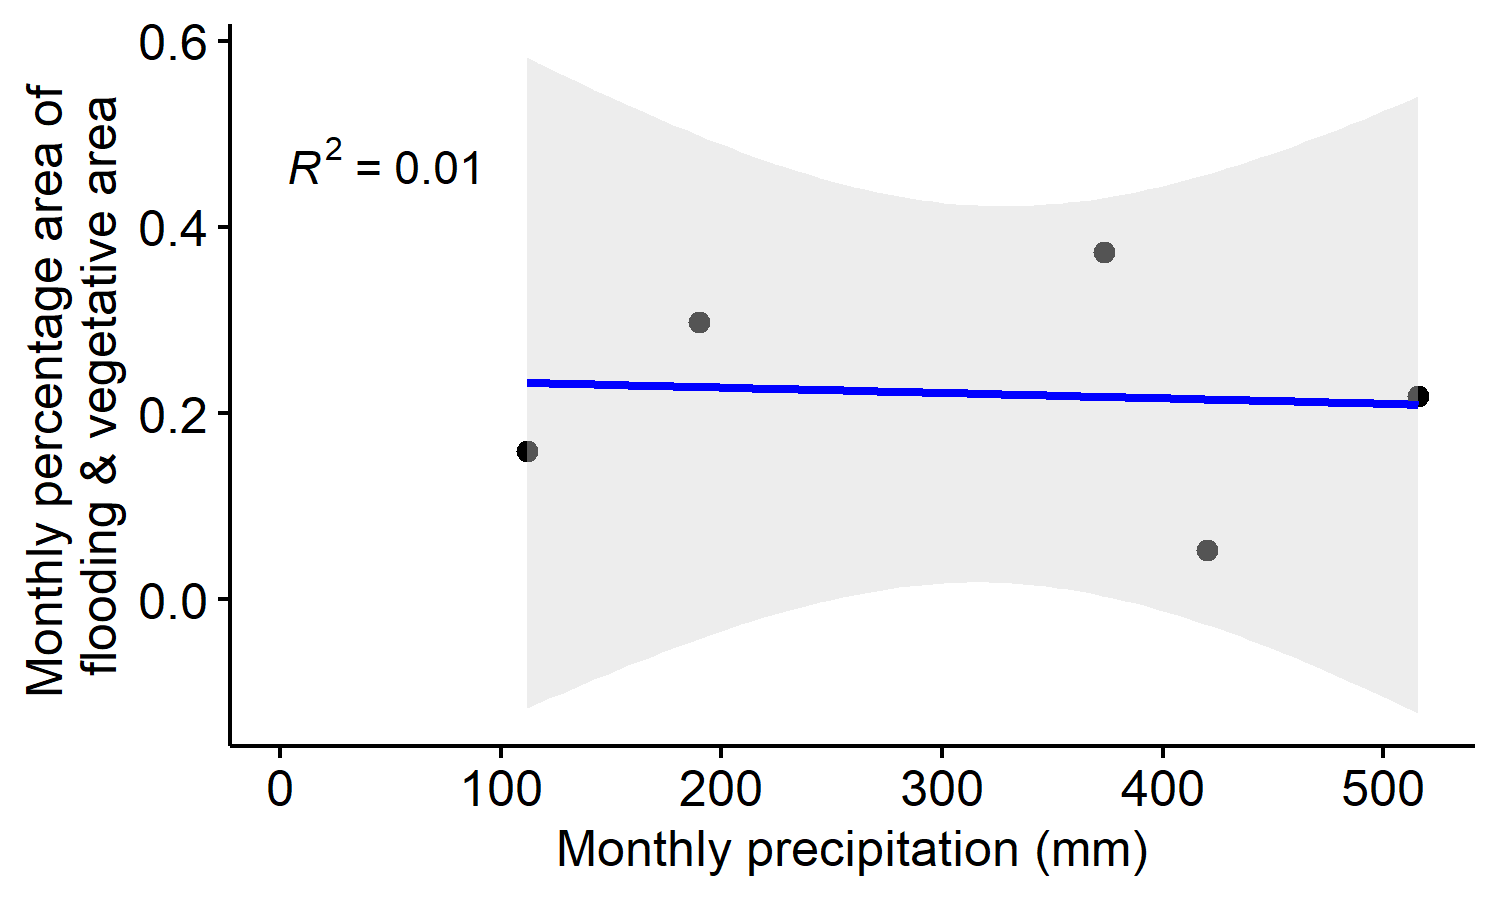 Monthly percentage area of
flooding & vegetative area
0.6
0.4
0.2
0.0
R² = 0.01
0 100 200 300 400 500
Monthly precipitation (mm)